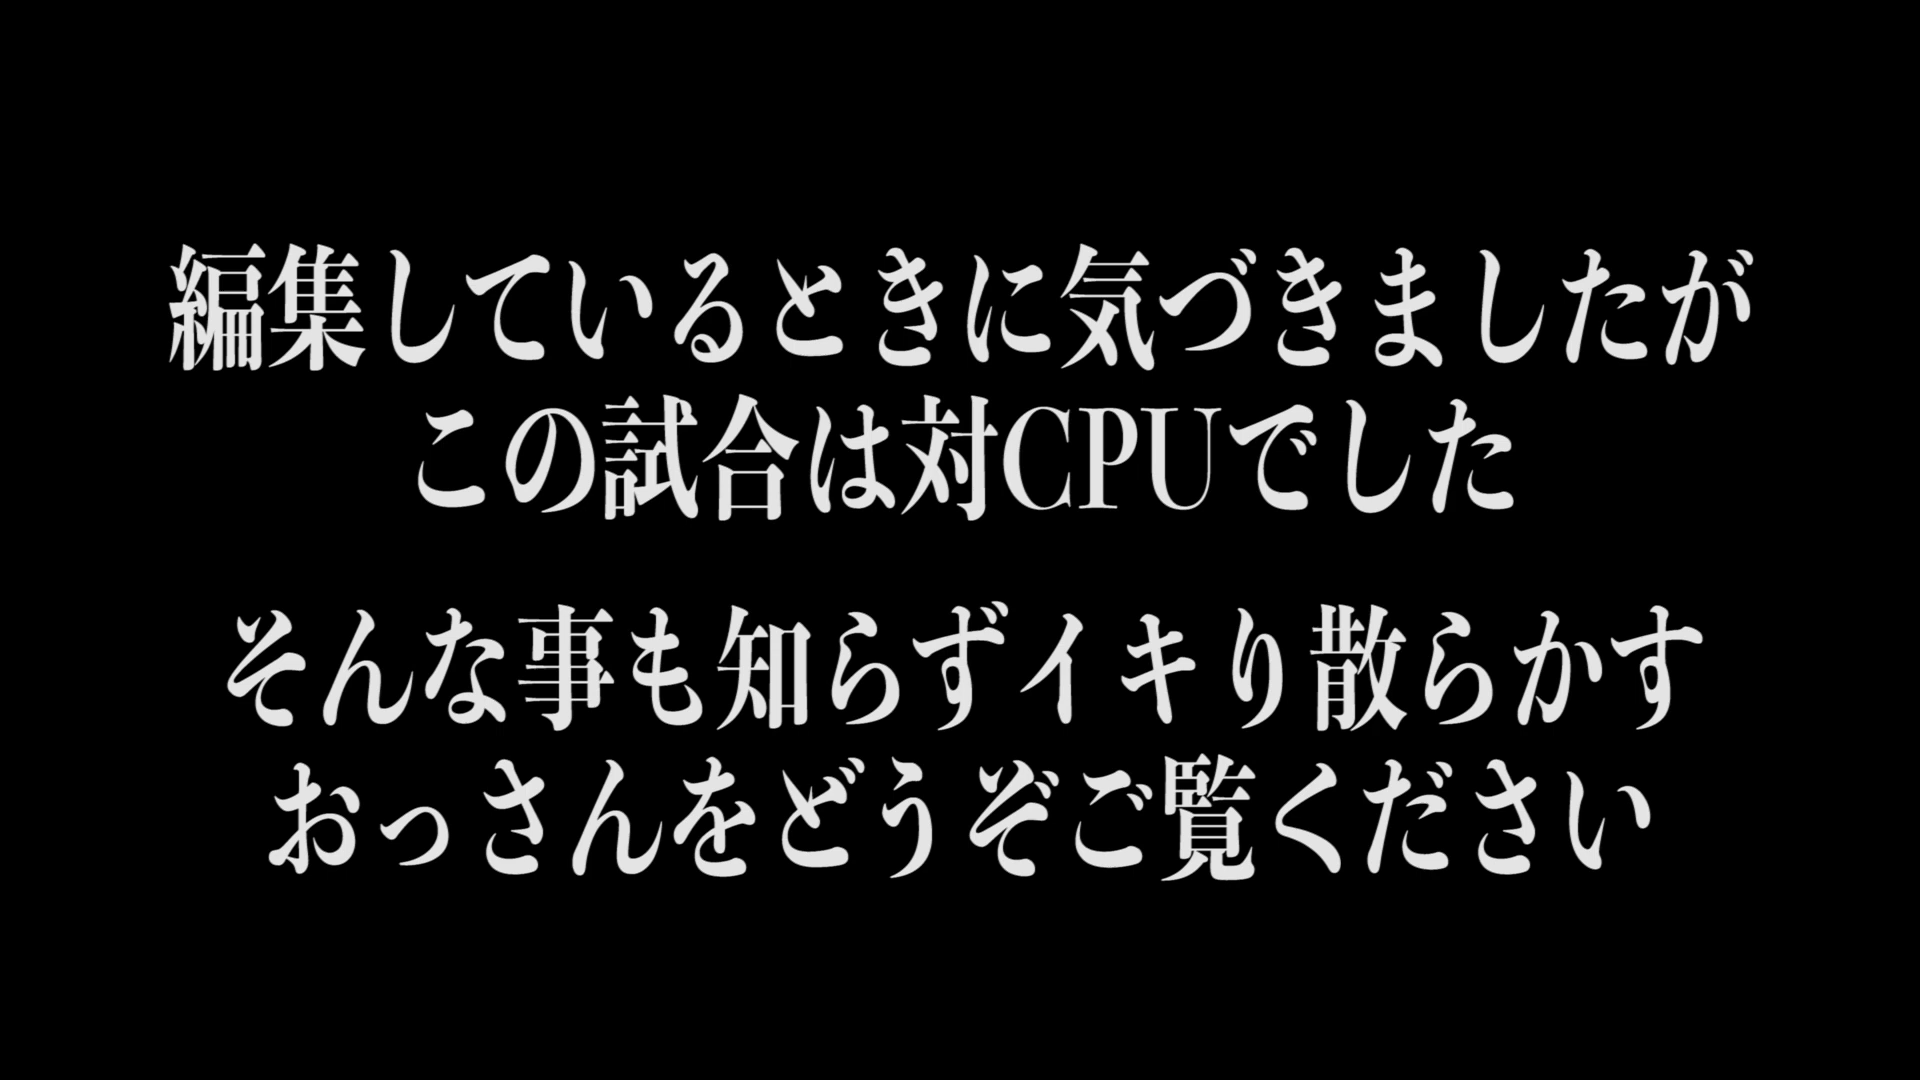 編集しているときに気づきましたが
この試合は対CPUでした
そんな事も知らずイキり散らかす
おっさんをどうぞご覧ください